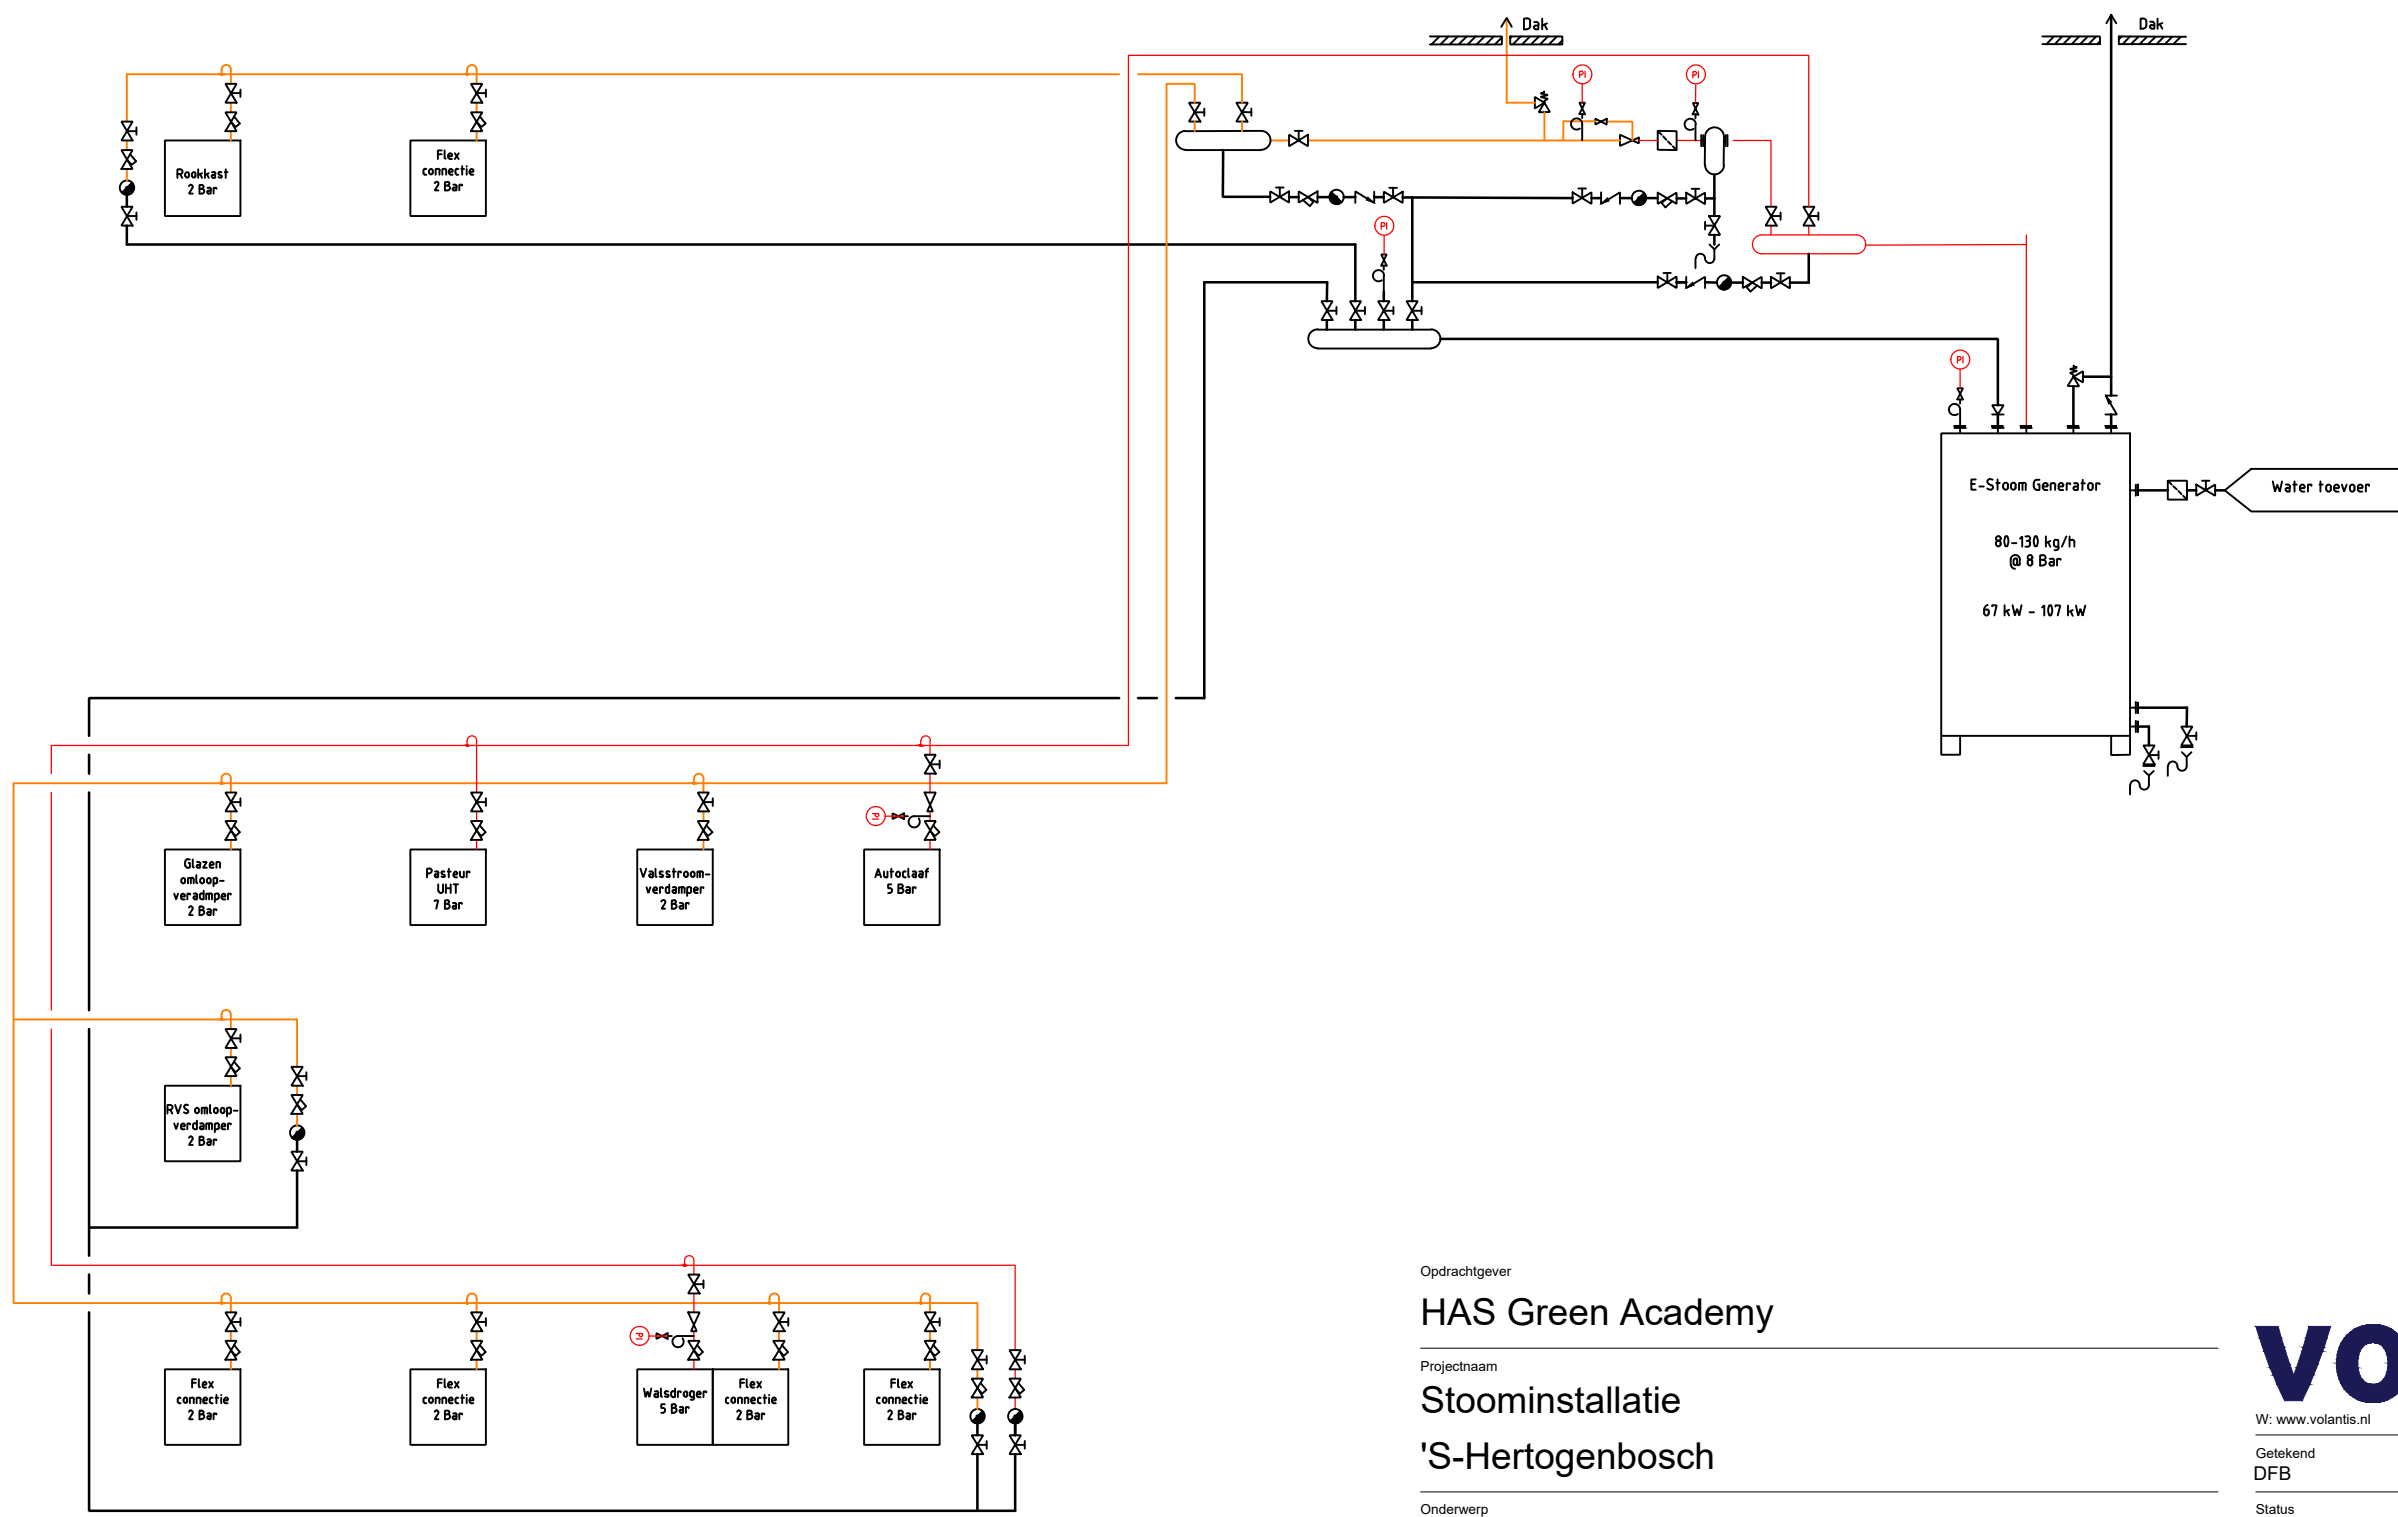 Dak
Dak
PI
PI
Rookkast
2 Bar
Flex
connectie
2 Bar
PI
PI
E-Stoom Generator
80-130 kg/h
@ 8 Bar
67 kW - 107 kW
Water toevoer
PI
Glazen
omloop-
veradmper
2 Bar
Pasteur
UHT
7 Bar
Valsstroom-
verdamper
2 Bar
Autoclaaf
5 Bar
RVS omloop-
verdamper
2 Bar
PI
Flex
connectie
2 Bar
Flex
connectie
2 Bar
Walsdroger
5 Bar
Flex
connectie
2 Bar
Flex
connectie
2 Bar
Opdrachtgever
HAS Green Academy
Projectnaam
Stoominstallatie
'S-Hertogenbosch
Onderwerp
VO
W: www.volantis.nl
Getekend
DFB
Status